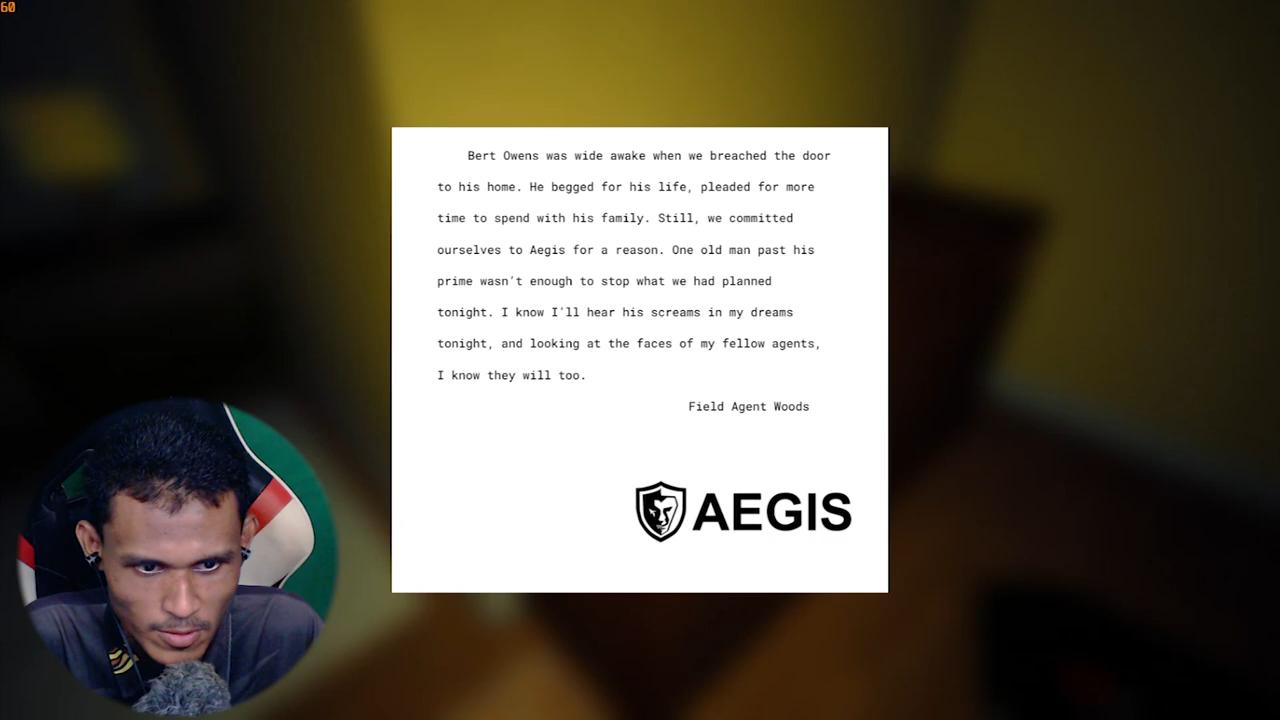 60
Bert Owens was wide awake when we breached the door
to his home. He begged for his life, pleaded for more
time to spend with his family. Still, we committed
ourselves to Aegis for a reason. One old man past his
prime wasn't enough to stop what we had planned
tonight. I know I'll hear his screams in my dreams
tonight, and looking at the faces of my fellow agents,
I know they will too.
Field Agent Woods
AEGIS